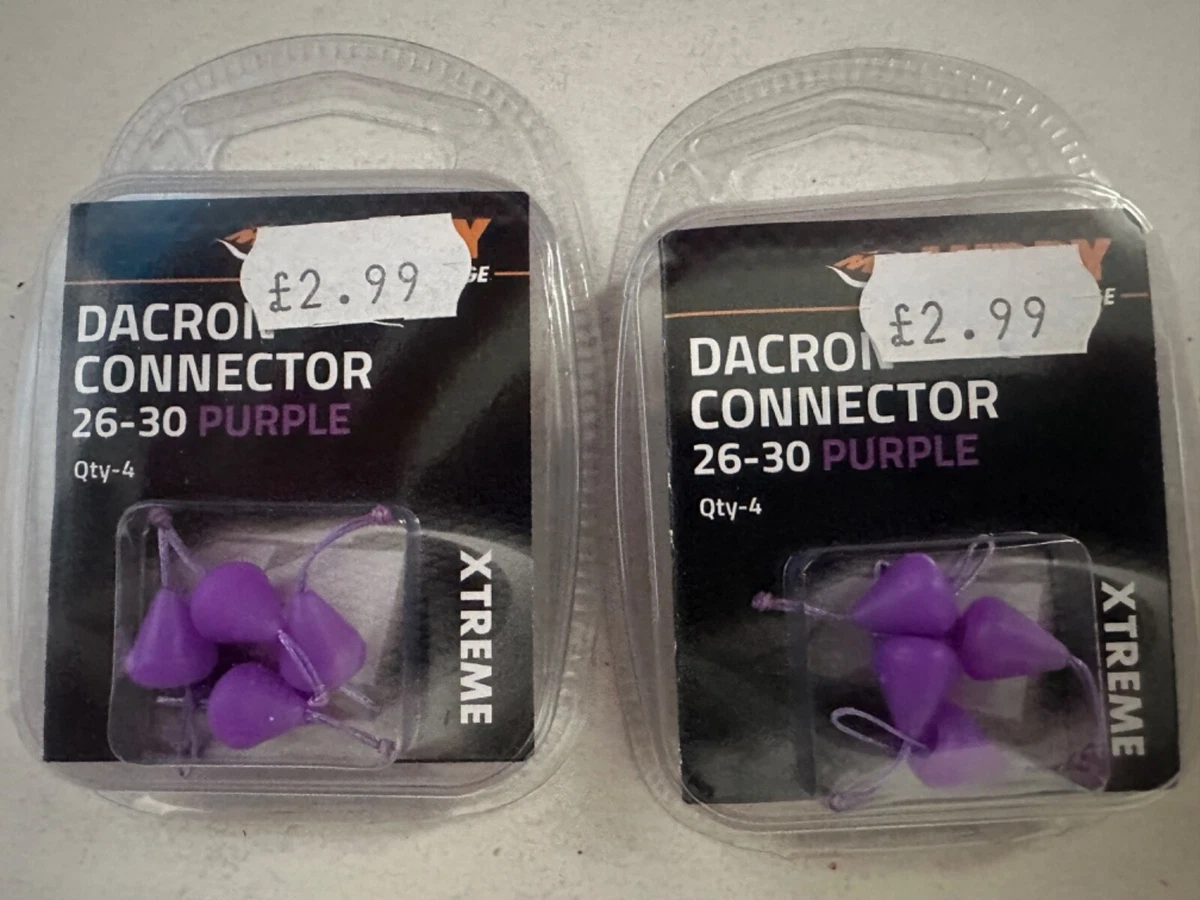 £2.99
DACRON
CONNECTOR
26-30 PURPLE
Qty-4
XTREME
£2.99
DACRON
CONNECTOR
26-30 PURPLE
Qty-4
XTREME